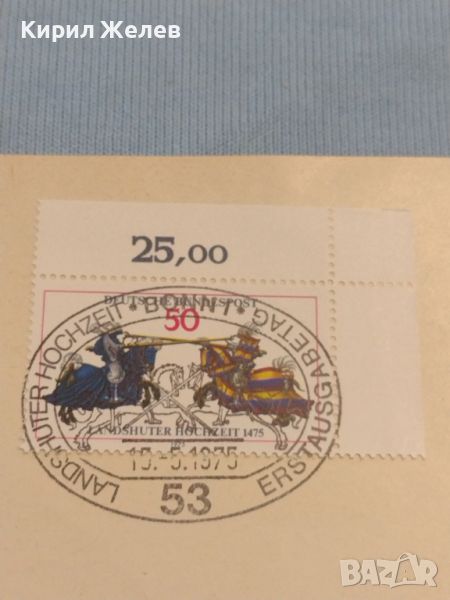 Кирил Желев
25,00
DEUTSCHE BUNDESPOST
50
LANDSHUTER HOCHZEIT 1475
LANDSHUTER HOCHZEIT · BONN 1 · ERSTAUSGABETAG
15.-5.1975
53
BAZAR